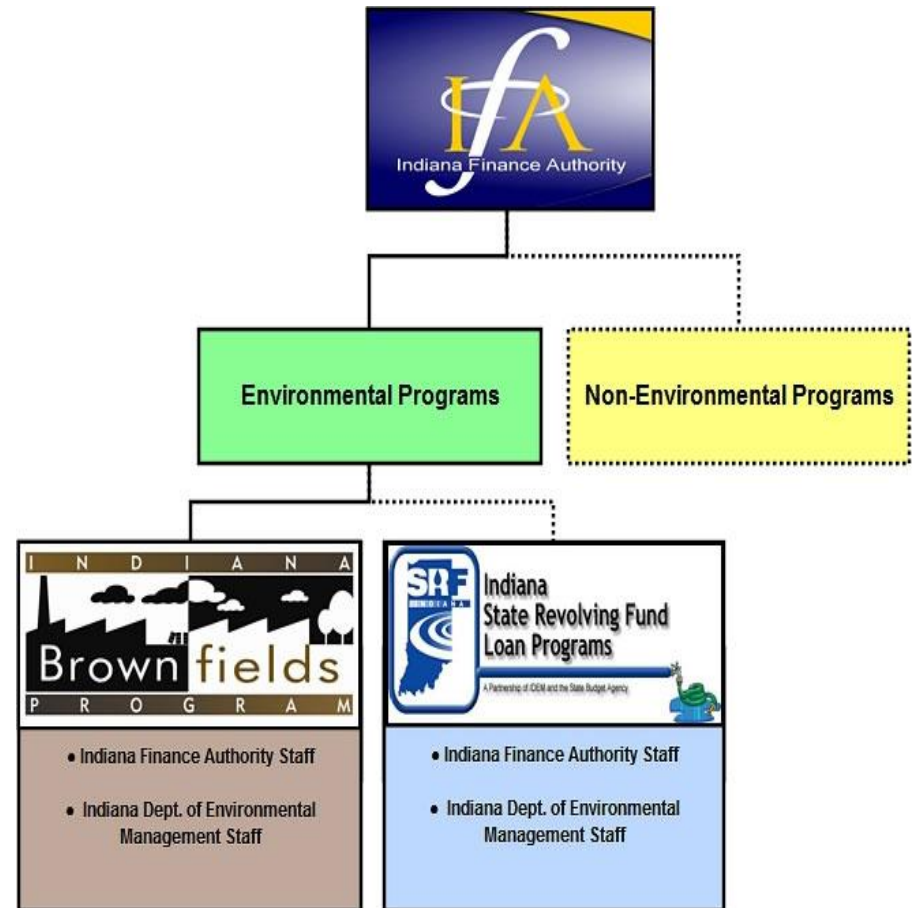 IfA
Indiana Finance Authority
Environmental Programs
Non-Environmental Programs
INDIANA
Brownfields
PROGRAM
SRF
INDIANA
Indiana
State Revolving Fund
Loan Programs
A Partnership of IDEM and the State Budget Agency
• Indiana Finance Authority Staff
• Indiana Dept. of Environmental
Management Staff
• Indiana Finance Authority Staff
• Indiana Dept. of Environmental
Management Staff